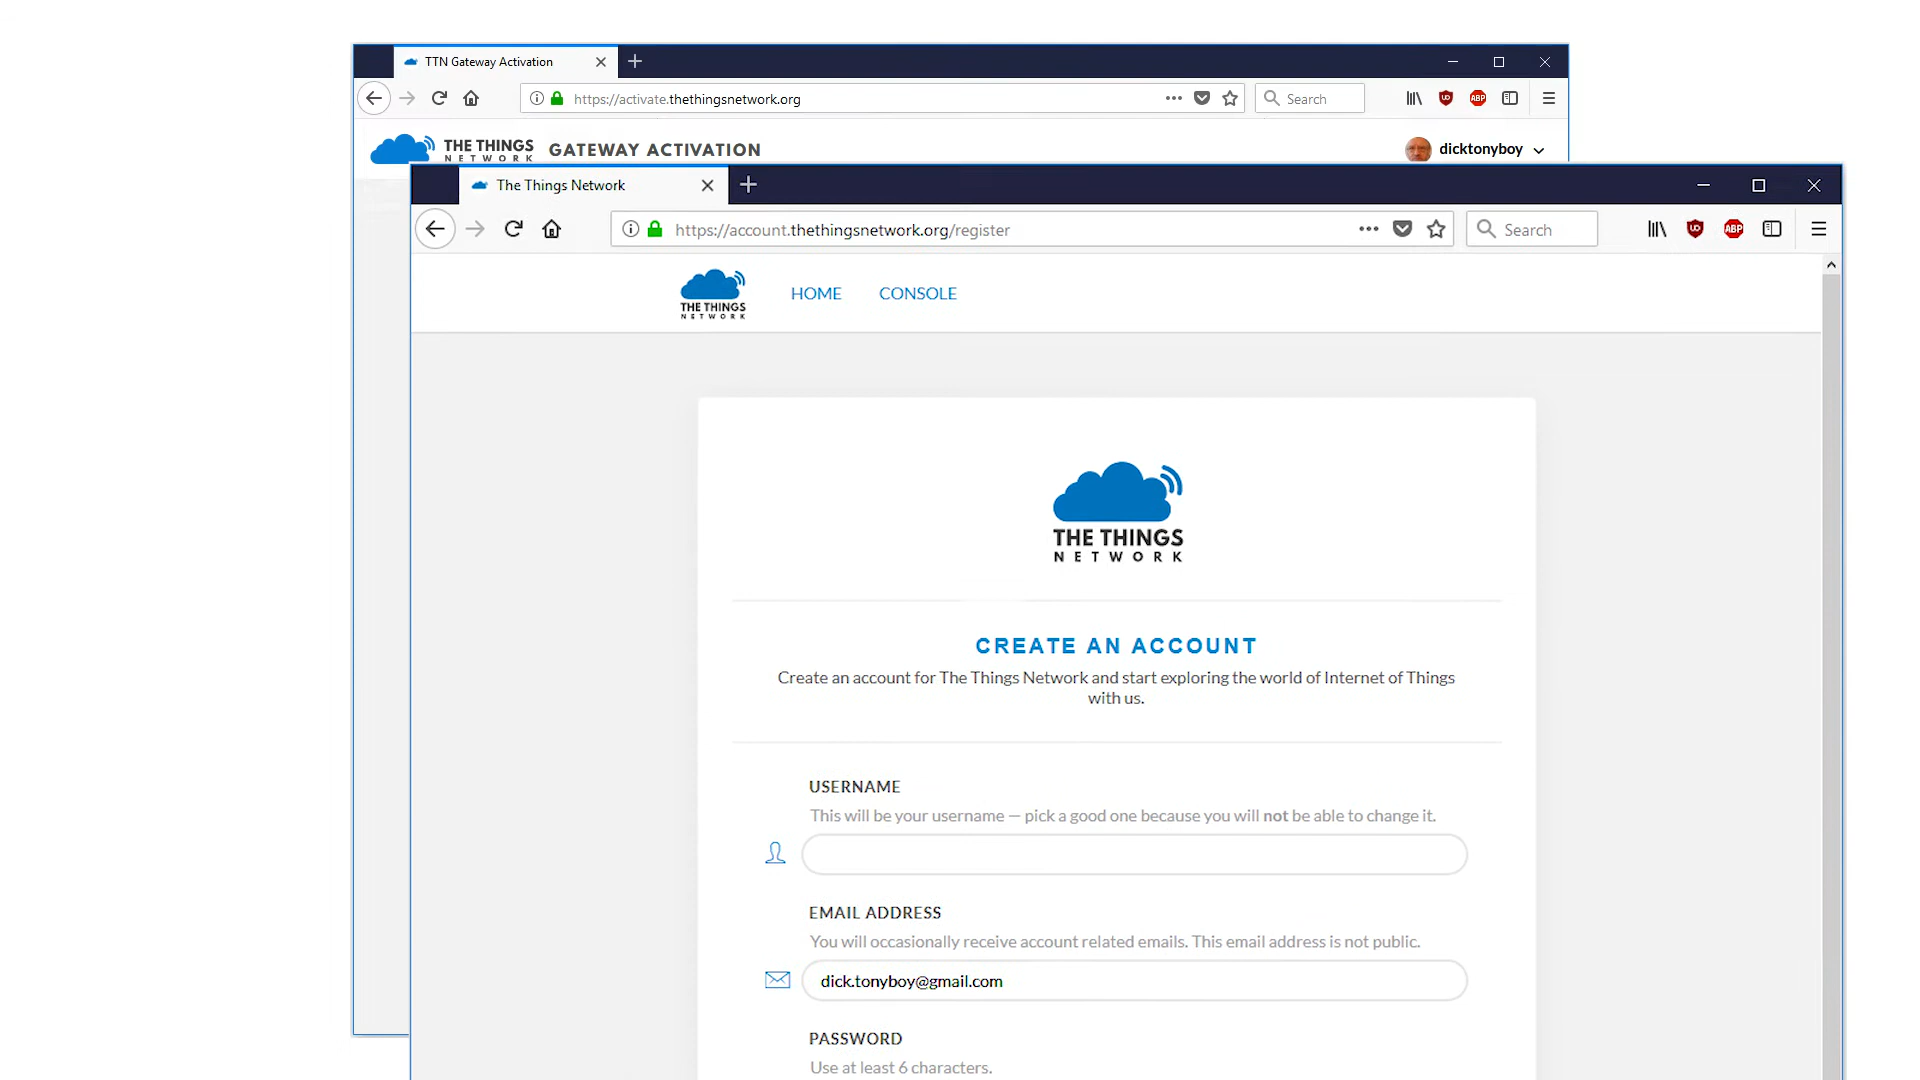 TTN Gateway Activation
https://activate.thethingsnetwork.org
Search
ABP
THE THINGS
NETWORK
GATEWAY ACTIVATION
dicktonyboy
The Things Network
https://account.thethingsnetwork.org/register
Search
ABP
THE THINGS
NETWORK
HOME
CONSOLE
THE THINGS
NETWORK
CREATE AN ACCOUNT
Create an account for The Things Network and start exploring the world of Internet of Things
with us.
USERNAME
This will be your username — pick a good one because you will not be able to change it.
EMAIL ADDRESS
You will occasionally receive account related emails. This email address is not public.
dick.tonyboy@gmail.com
PASSWORD
Use at least 6 characters.